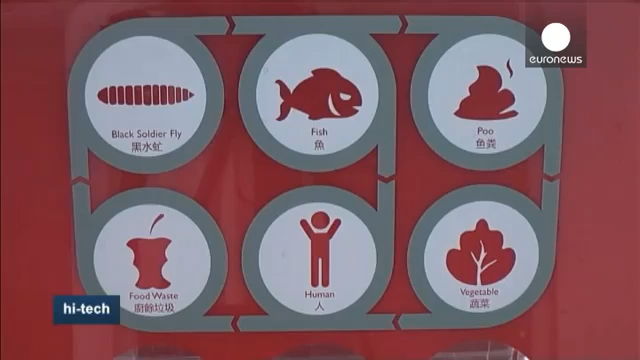 euronews
Black Soldier Fly
黑水虻
Fish
魚
Poo
鱼粪
Food Waste
廚餘垃圾
Human
人
Vegetable
蔬菜
hi-tech